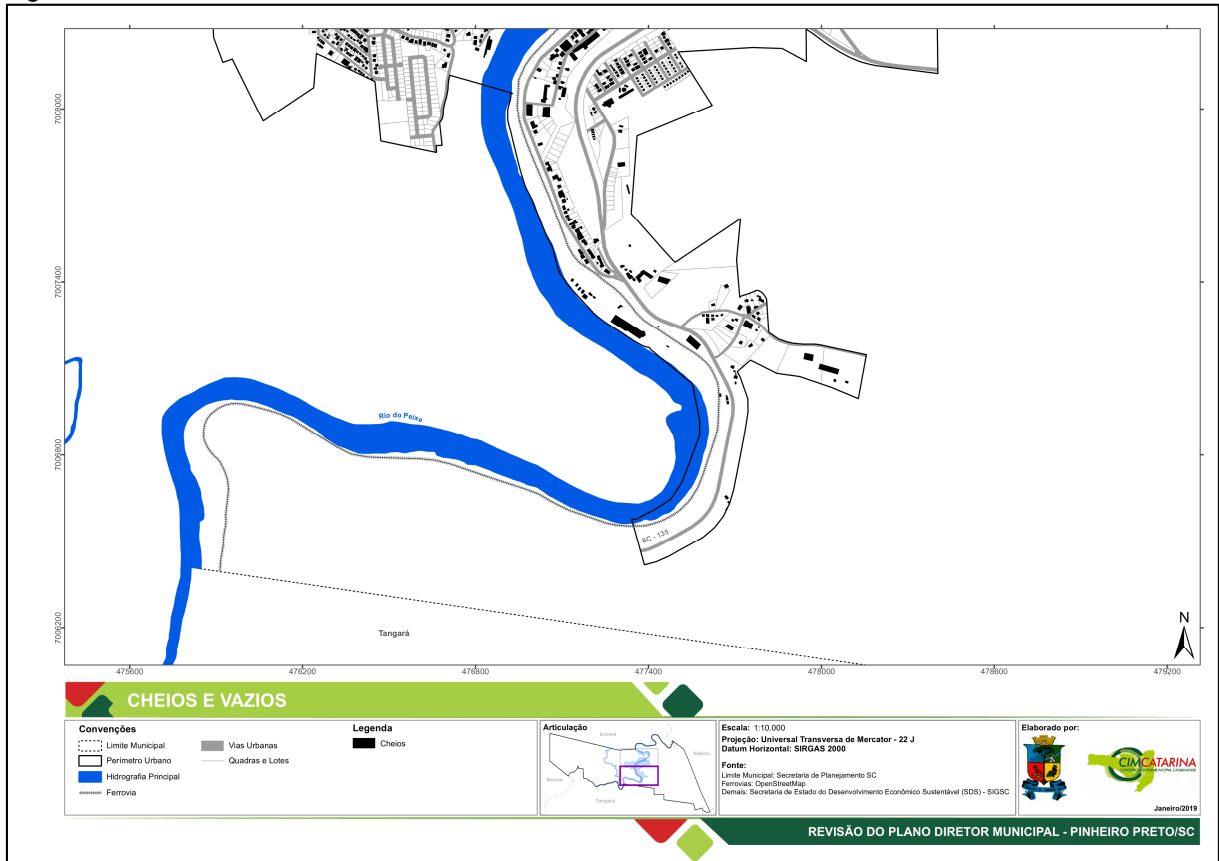 7008000
7007400
7006800
7006200
Rio do Peixe
SC - 135
Tangará
N
475600
476200
476800
477400
478000
478600
479200
CHEIOS E VAZIOS
Convenções
Limite Municipal
Perímetro Urbano
Hidrografia Principal
Ferrovia
Vias Urbanas
Quadras e Lotes
Legenda
Cheios
Articulação
Iomerê
Videira
Ibicaré
Tangará
Escala: 1:10.000
Projeção: Universal Transversa de Mercator - 22 J
Datum Horizontal: SIRGAS 2000
Fonte:
Limite Municipal: Secretaria de Planejamento SC
Ferrovias: OpenStreetMap
Demais: Secretaria de Estado do Desenvolvimento Econômico Sustentável (SDS) - SIGSC
Elaborado por:
CIMCATARINA
CONSÓRCIO INTERMUNICIPAL CATARINENSE
Janeiro/2019
REVISÃO DO PLANO DIRETOR MUNICIPAL - PINHEIRO PRETO/SC